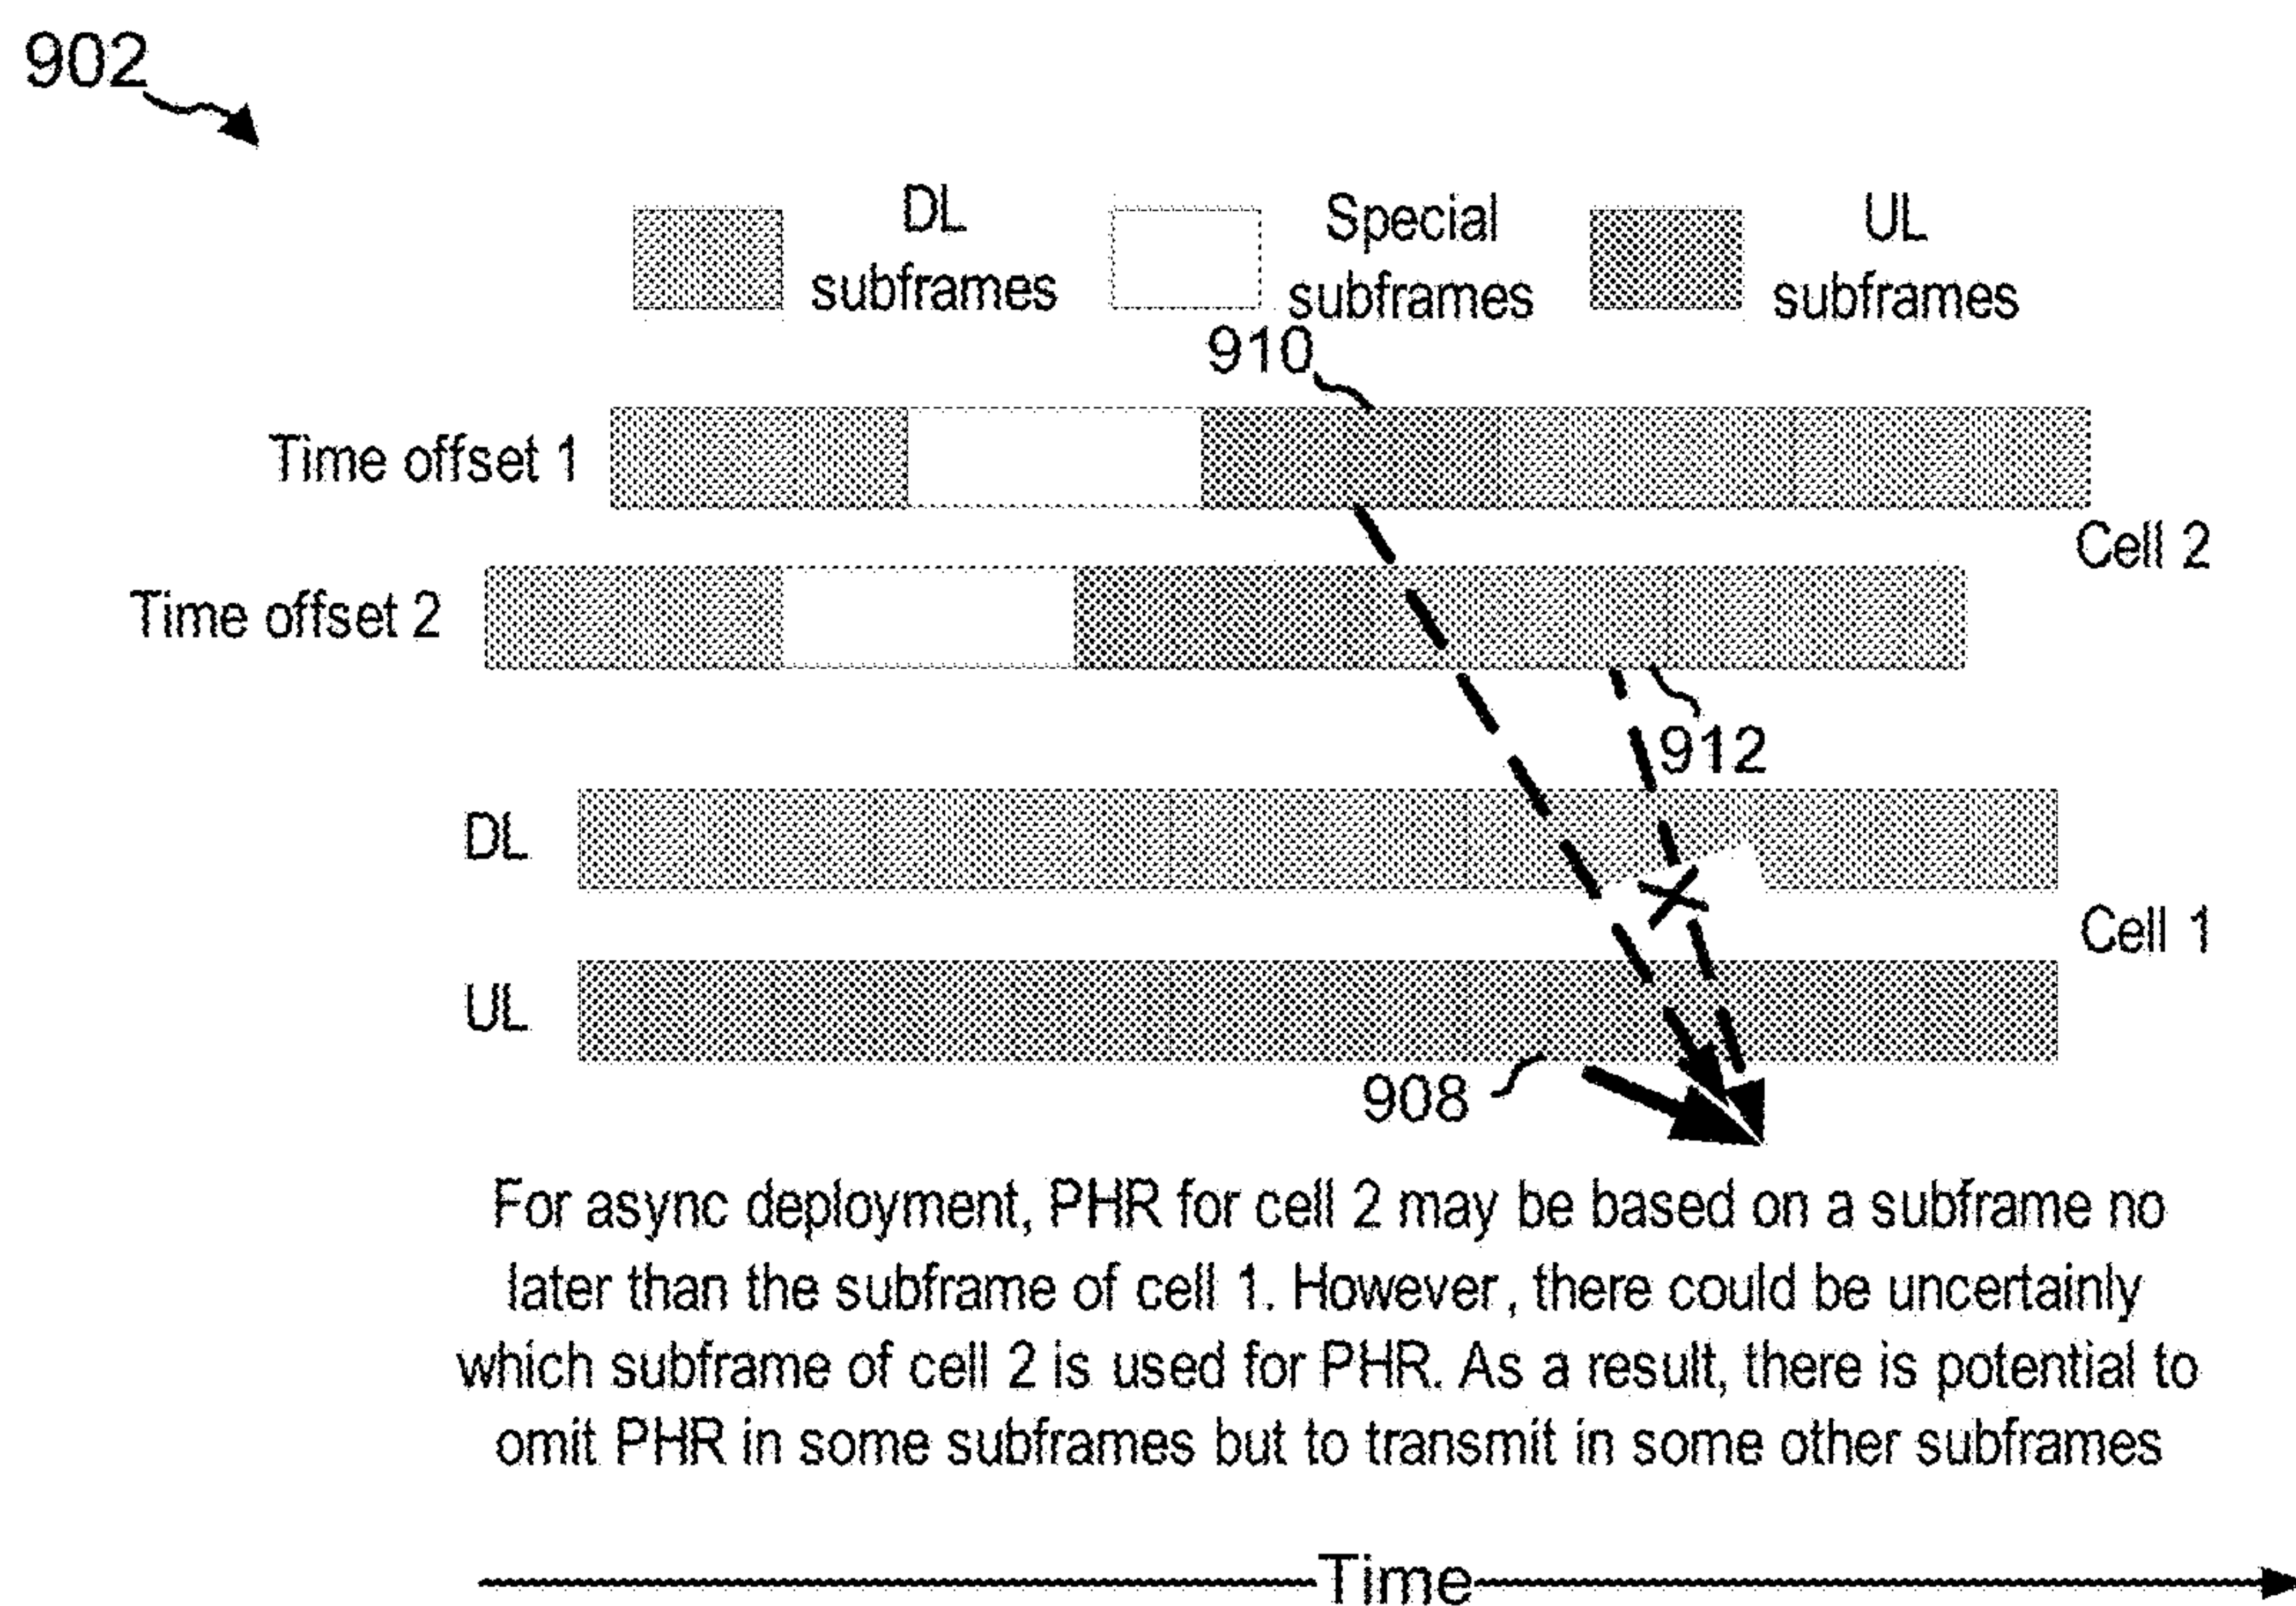 902
DL
subframes
Special
subframes
UL
subframes
910
Time offset 1
Cell 2
Time offset 2
912
DL
Cell 1
UL
908
For async deployment, PHR for cell 2 may be based on a subframe no
later than the subframe of cell 1. However, there could be uncertainly
which subframe of cell 2 is used for PHR. As a result, there is potential to
omit PHR in some subframes but to transmit in some other subframes
Time